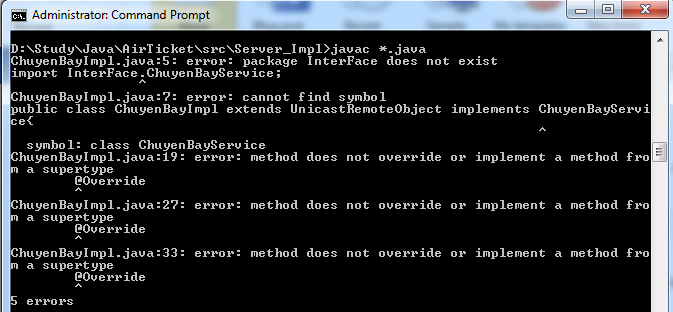 Administrator: Command Prompt
D:\Study\Java\AirTicket\src\Server_Impl>javac *.java
ChuyenBayImpl.java:5: error: package InterFace does not exist
import InterFace.ChuyenBayService;
^
ChuyenBayImpl.java:7: error: cannot find symbol
public class ChuyenBayImpl extends UnicastRemoteObject implements ChuyenBayServi
ce{
^
symbol: class ChuyenBayService
ChuyenBayImpl.java:19: error: method does not override or implement a method fro
m a supertype
@Override
^
ChuyenBayImpl.java:27: error: method does not override or implement a method fro
m a supertype
@Override
^
ChuyenBayImpl.java:33: error: method does not override or implement a method fro
m a supertype
@Override
^
5 errors